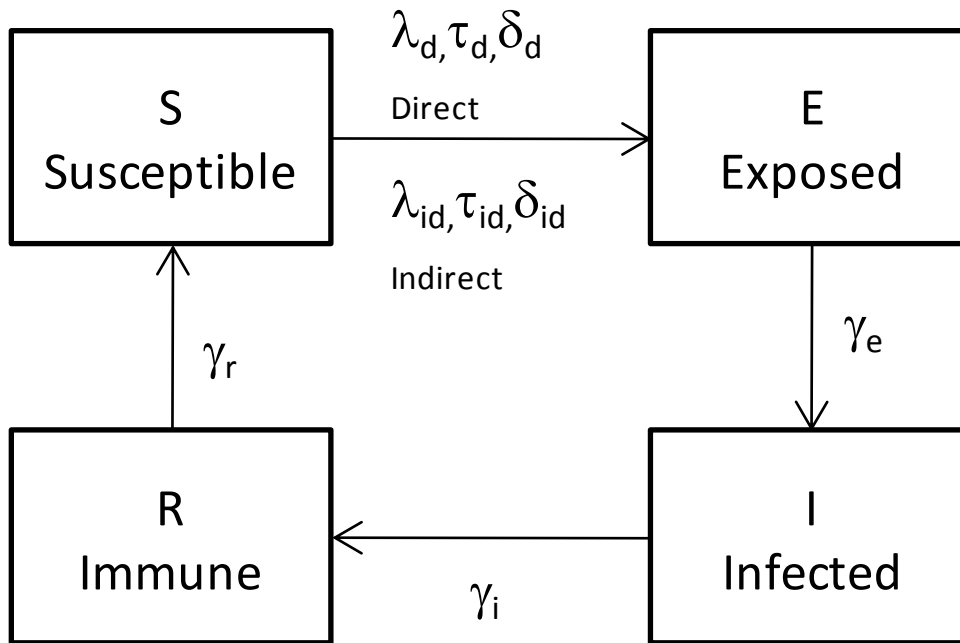 S
Susceptible
λd,τd,δd
Direct
λid,τid,δid
Indirect
E
Exposed
γr
γe
R
Immune
γi
I
Infected